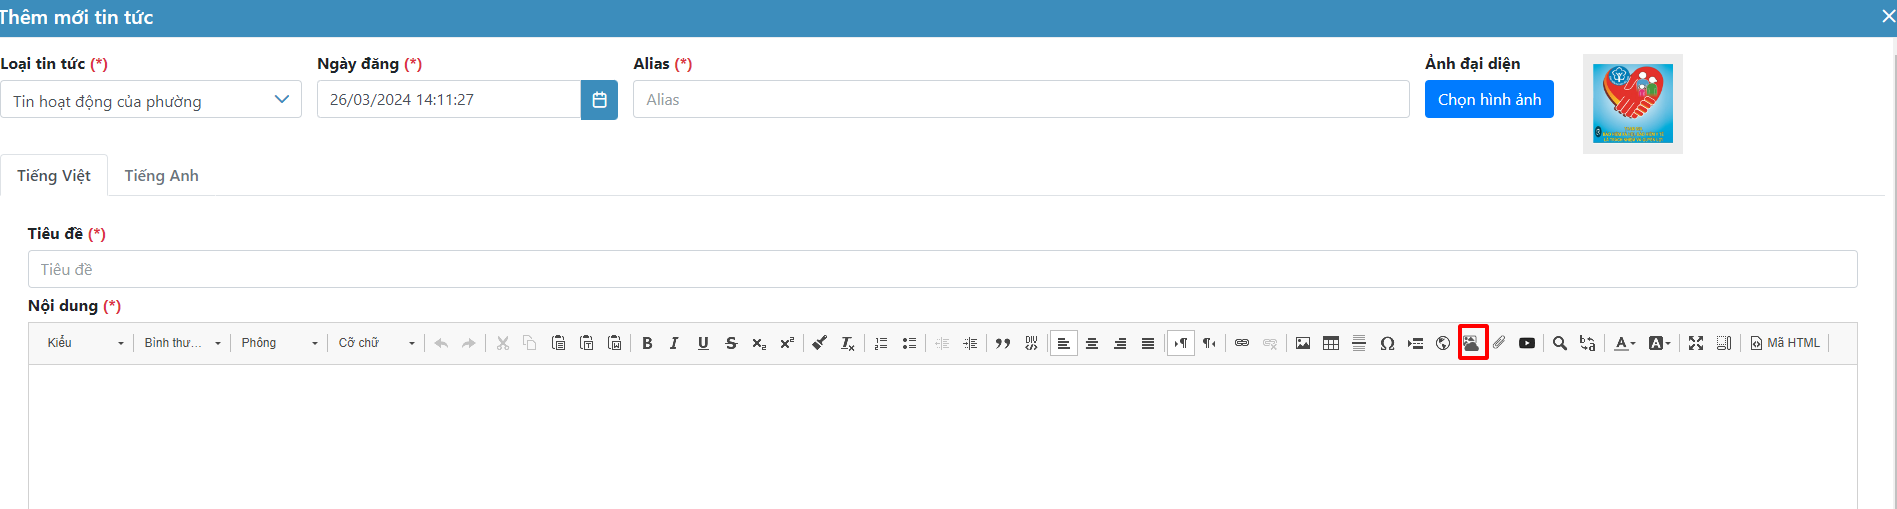 Thêm mới tin tức
Loại tin tức (*)
Ngày đăng (*)
Alias (*)
Ảnh đại diện
Tin hoạt động của phường
26/03/2024 14:11:27
Alias
Chọn hình ảnh
Tiếng Việt
Tiếng Anh
Tiêu đề (*)
Tiêu đề
Nội dung (*)
Kiểu
Bình thư...
Phông
Cỡ chữ
Mã HTML